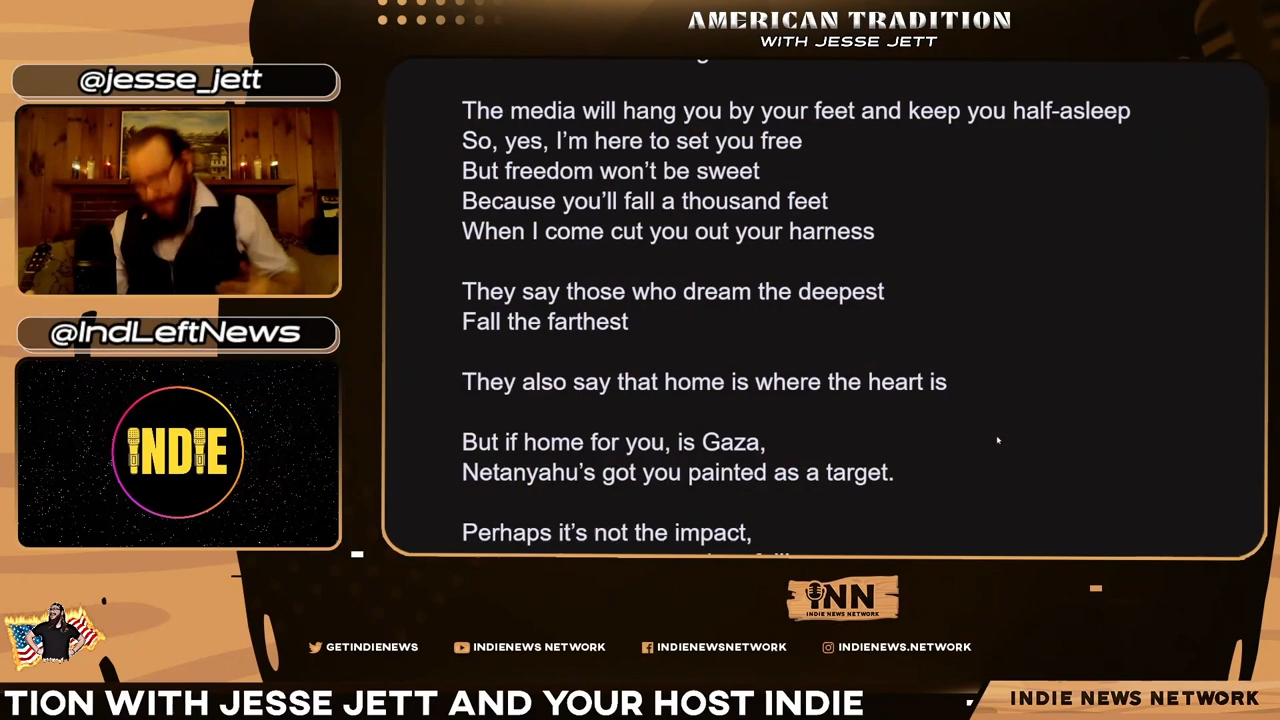 AMERICAN TRADITION
WITH JESSE JETT
@jesse_jett
The media will hang you by your feet and keep you half-asleep
So, yes, I'm here to set you free
But freedom won't be sweet
Because you'll fall a thousand feet
When I come cut you out your harness
They say those who dream the deepest
Fall the farthest
They also say that home is where the heart is
But if home for you, is Gaza,
Netanyahu's got you painted as a target.
Perhaps it's not the impact,
@IndLeftNews
INDIE
INN
INDIE NEWS NETWORK
GETINDIENEWS
INDIENEWS NETWORK
INDIENEWSNETWORK
INDIENEWS.NETWORK
TION WITH JESSE JETT AND YOUR HOST INDIE
INDIE NEWS NETWORK